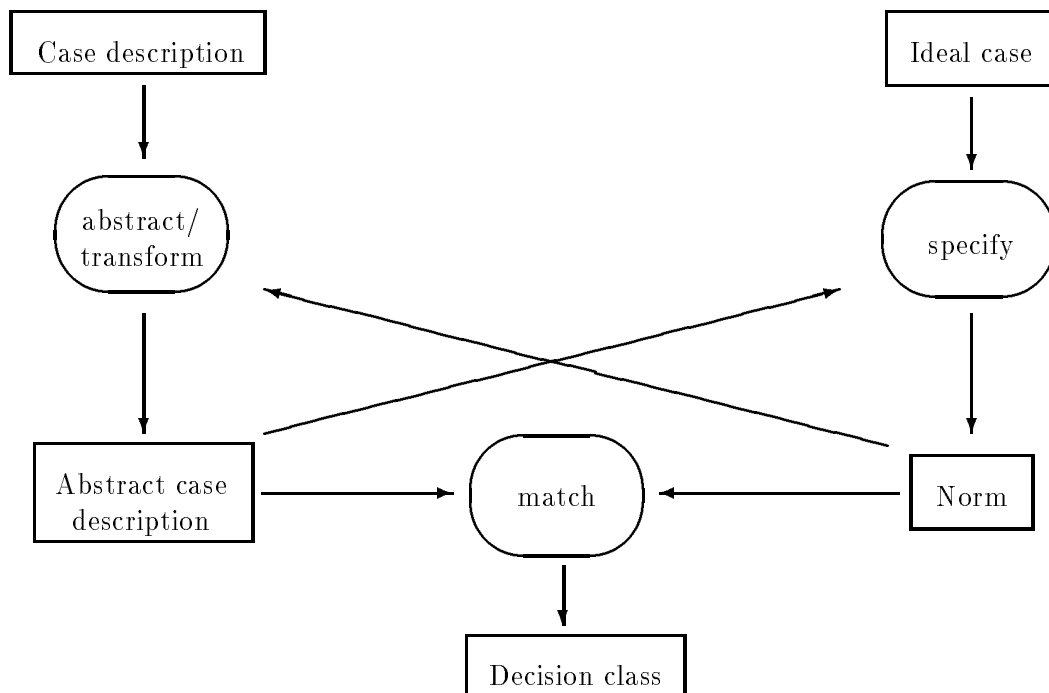 Case description
Ideal case
abstract/
transform
specify
Abstract case
description
match
Norm
Decision class